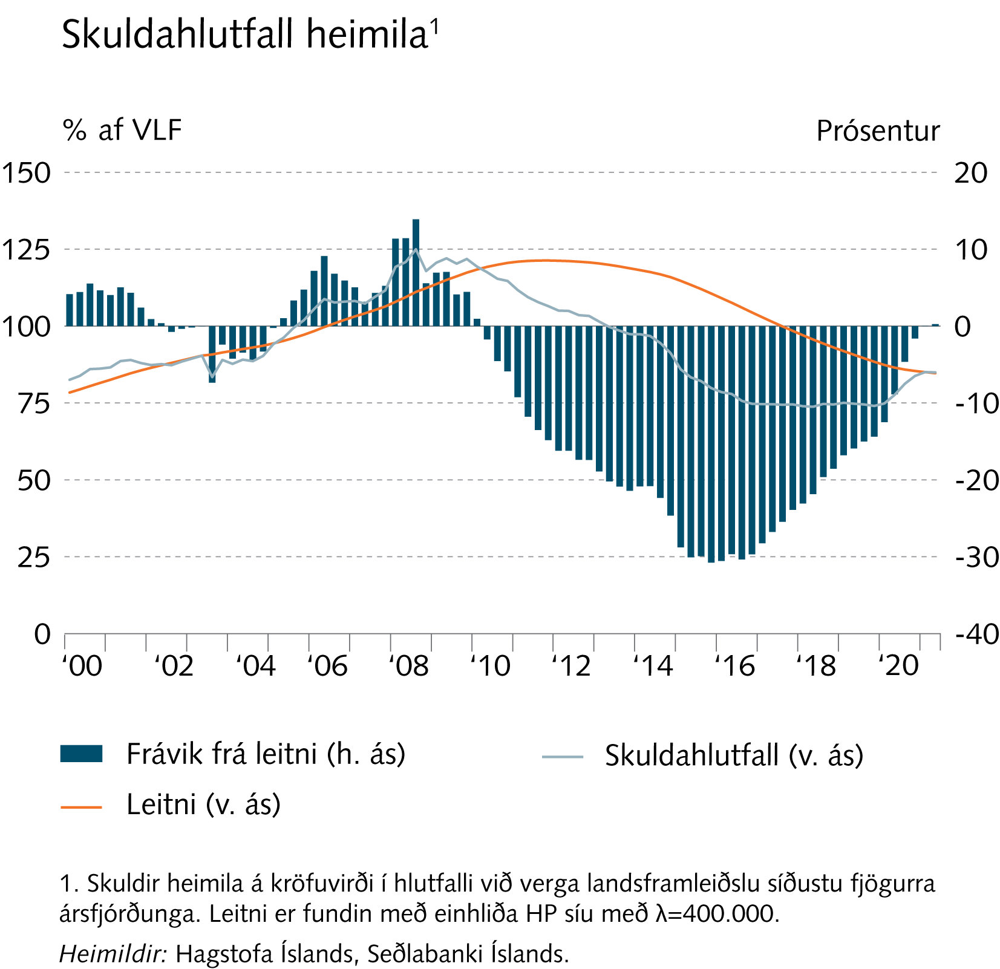 Skuldahlutfall heimila¹
% af VLF
Prósentur
150
20
125
10
100
0
75
-10
50
-20
25
-30
0
-40
‘00 ‘02 ‘04 ‘06 ‘08 ‘10 ‘12 ‘14 ‘16 ‘18 ‘20
Frávik frá leitni (h. ás)
Skuldahlutfall (v. ás)
Leitni (v. ás)
1. Skuldir heimila á kröfuvirði í hlutfalli við verga landsframleiðslu síðustu fjögurra
ársfjórðunga. Leitni er fundin með einhliða HP síu með λ=400.000.
Heimildir: Hagstofa Íslands, Seðlabanki Íslands.